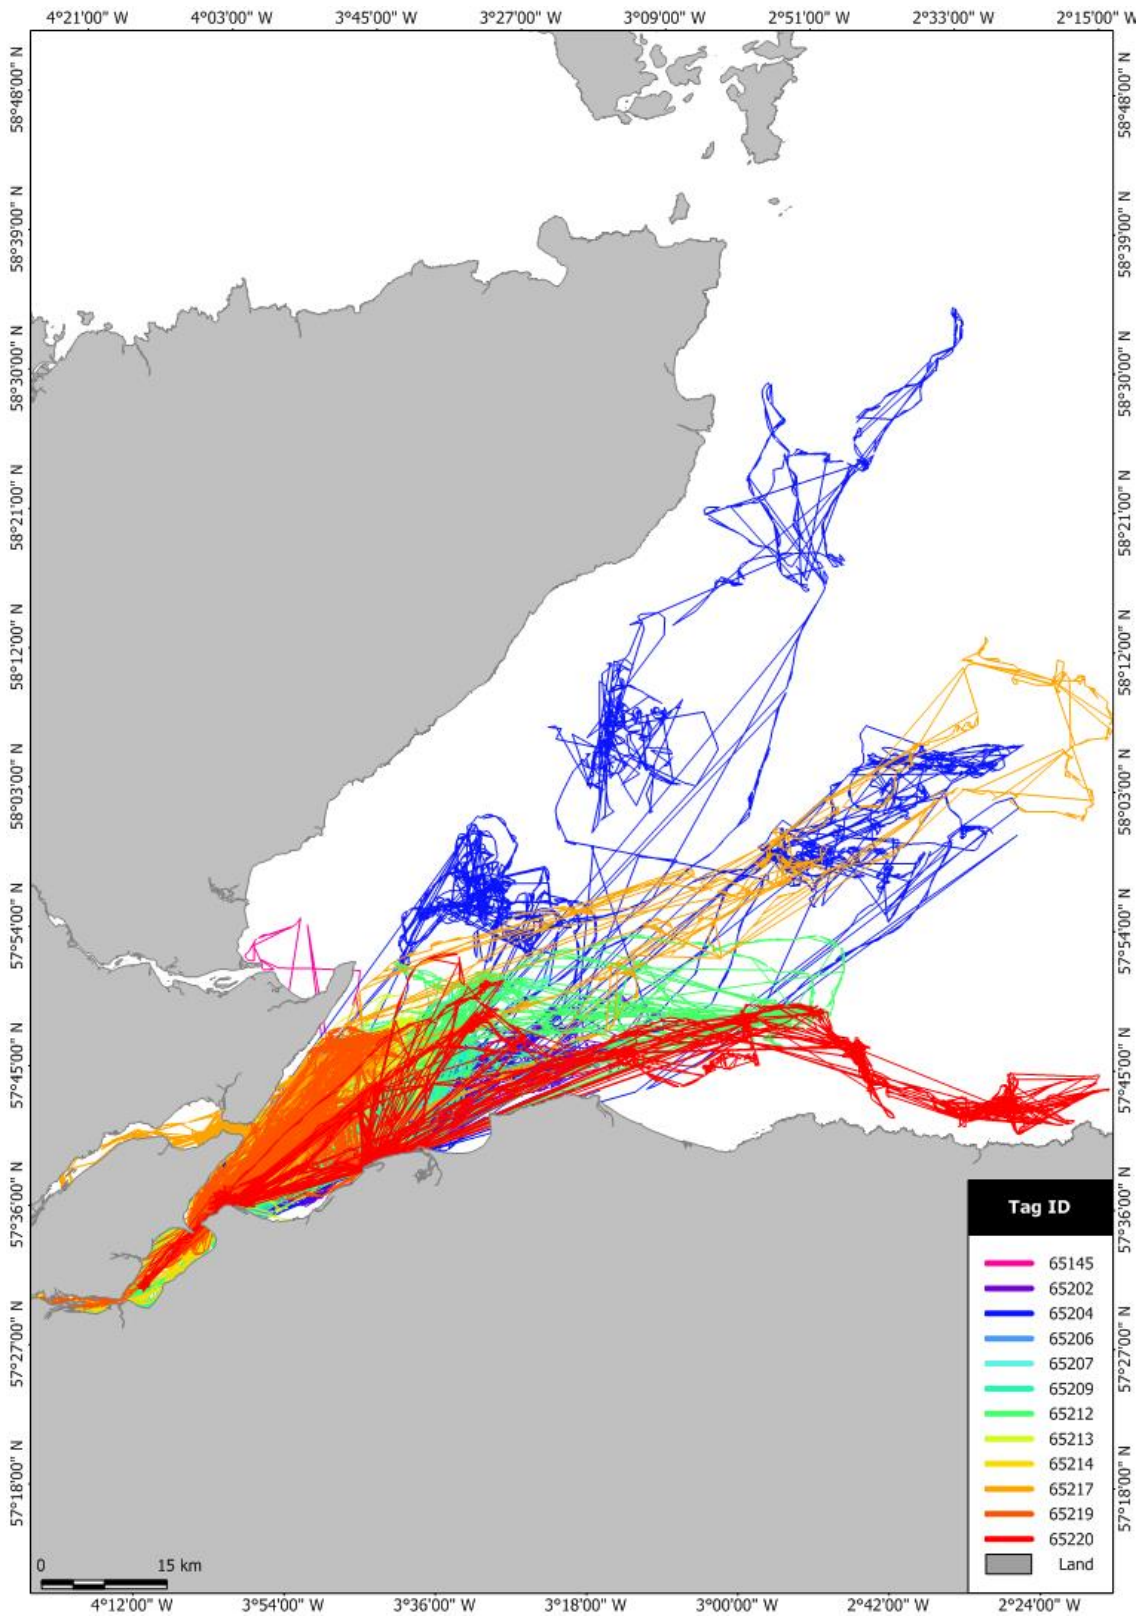 4°21'00" W 4°03'00" W 3°45'00" W 3°27'00" W 3°09'00" W 2°51'00" W 2°33'00" W 2°15'00" W
58°48'00" N 58°48'00" N
58°39'00" N 58°39'00" N
58°30'00" N 58°30'00" N
58°21'00" N 58°21'00" N
58°12'00" N 58°12'00" N
58°03'00" N 58°03'00" N
57°54'00" N 57°54'00" N
57°45'00" N 57°45'00" N
57°36'00" N 57°36'00" N
57°27'00" N 57°27'00" N
57°18'00" N 57°18'00" N
Tag ID
65145
65202
65204
65206
65207
65209
65212
65213
65214
65217
65219
65220
Land
0 15 km
4°12'00" W 3°54'00" W 3°36'00" W 3°18'00" W 3°00'00" W 2°42'00" W 2°24'00" W